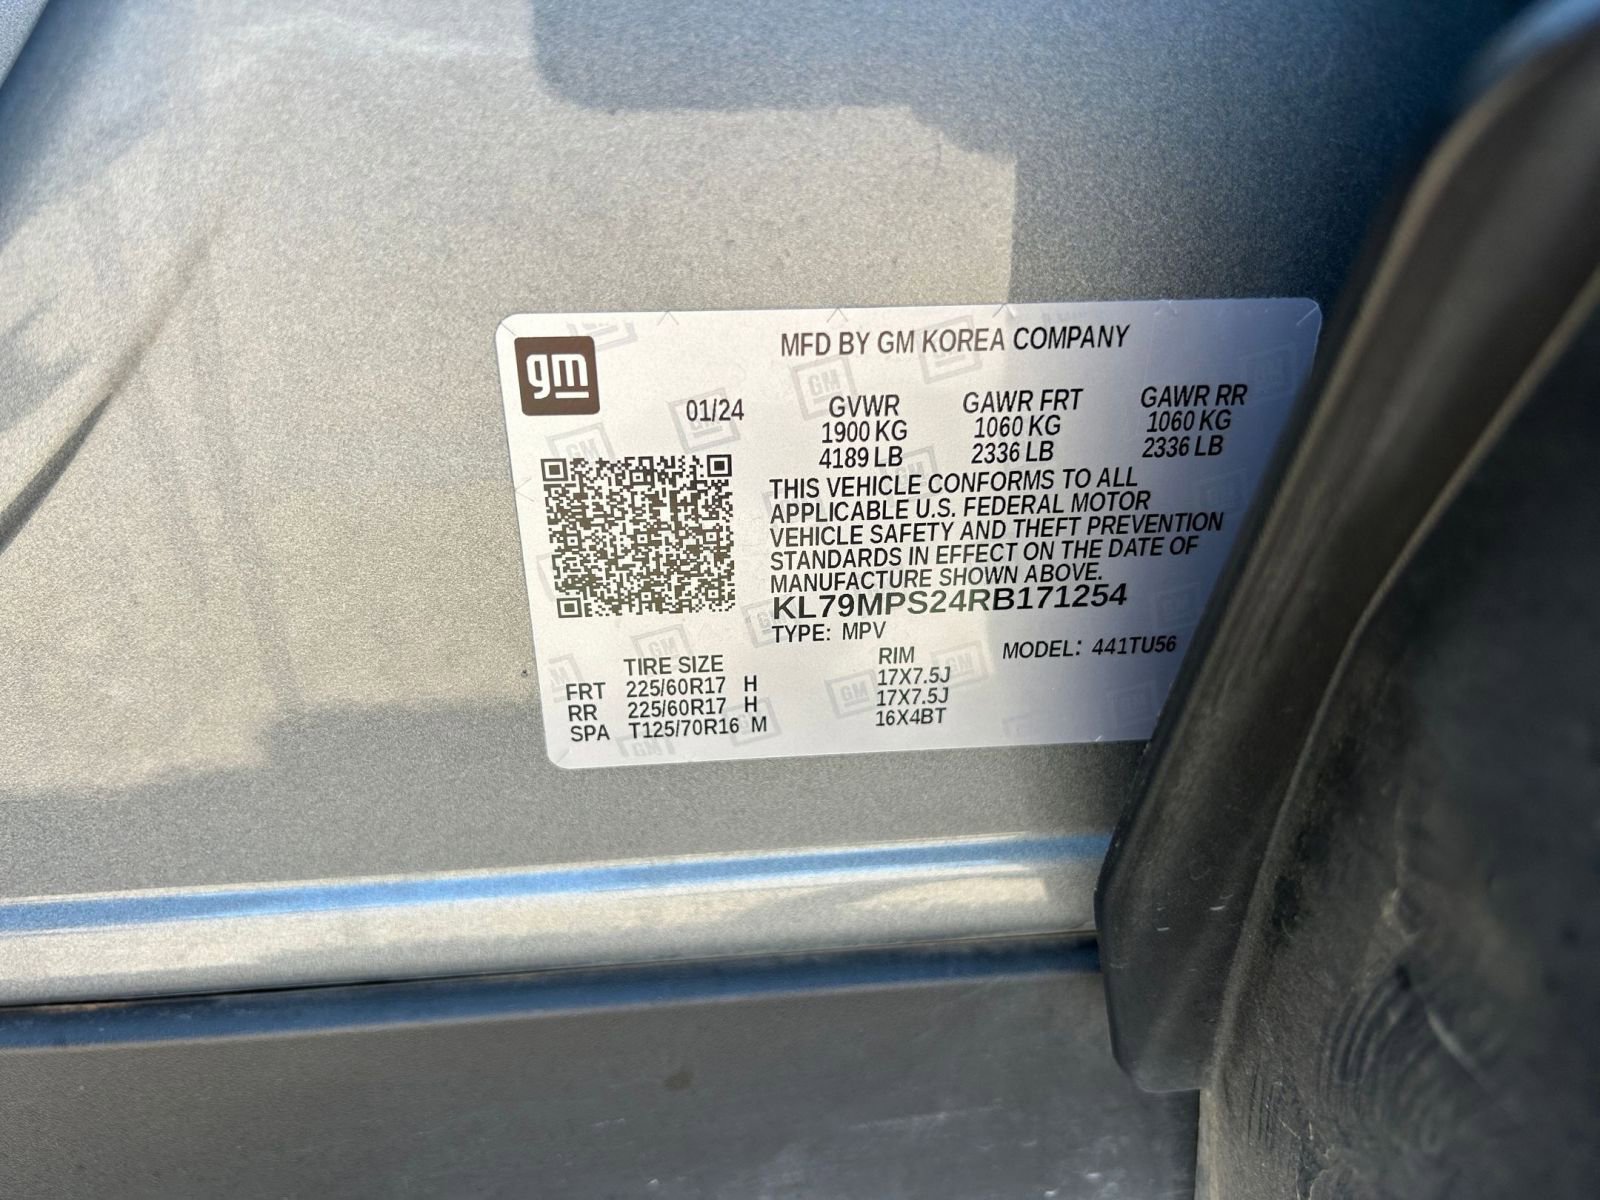 gm
MFD BY GM KOREA COMPANY
01/24 GVWR GAWR FRT GAWR RR
1900 KG 1060 KG 1060 KG
4189 LB 2336 LB 2336 LB
THIS VEHICLE CONFORMS TO ALL
APPLICABLE U.S. FEDERAL MOTOR
VEHICLE SAFETY AND THEFT PREVENTION
STANDARDS IN EFFECT ON THE DATE OF
MANUFACTURE SHOWN ABOVE.
KL79MPS24RB171254
TYPE: MPV MODEL: 441TU56
TIRE SIZE RIM
FRT 225/60R17 H 17X7.5J
RR 225/60R17 H 17X7.5J
SPA T125/70R16 M 16X4BT